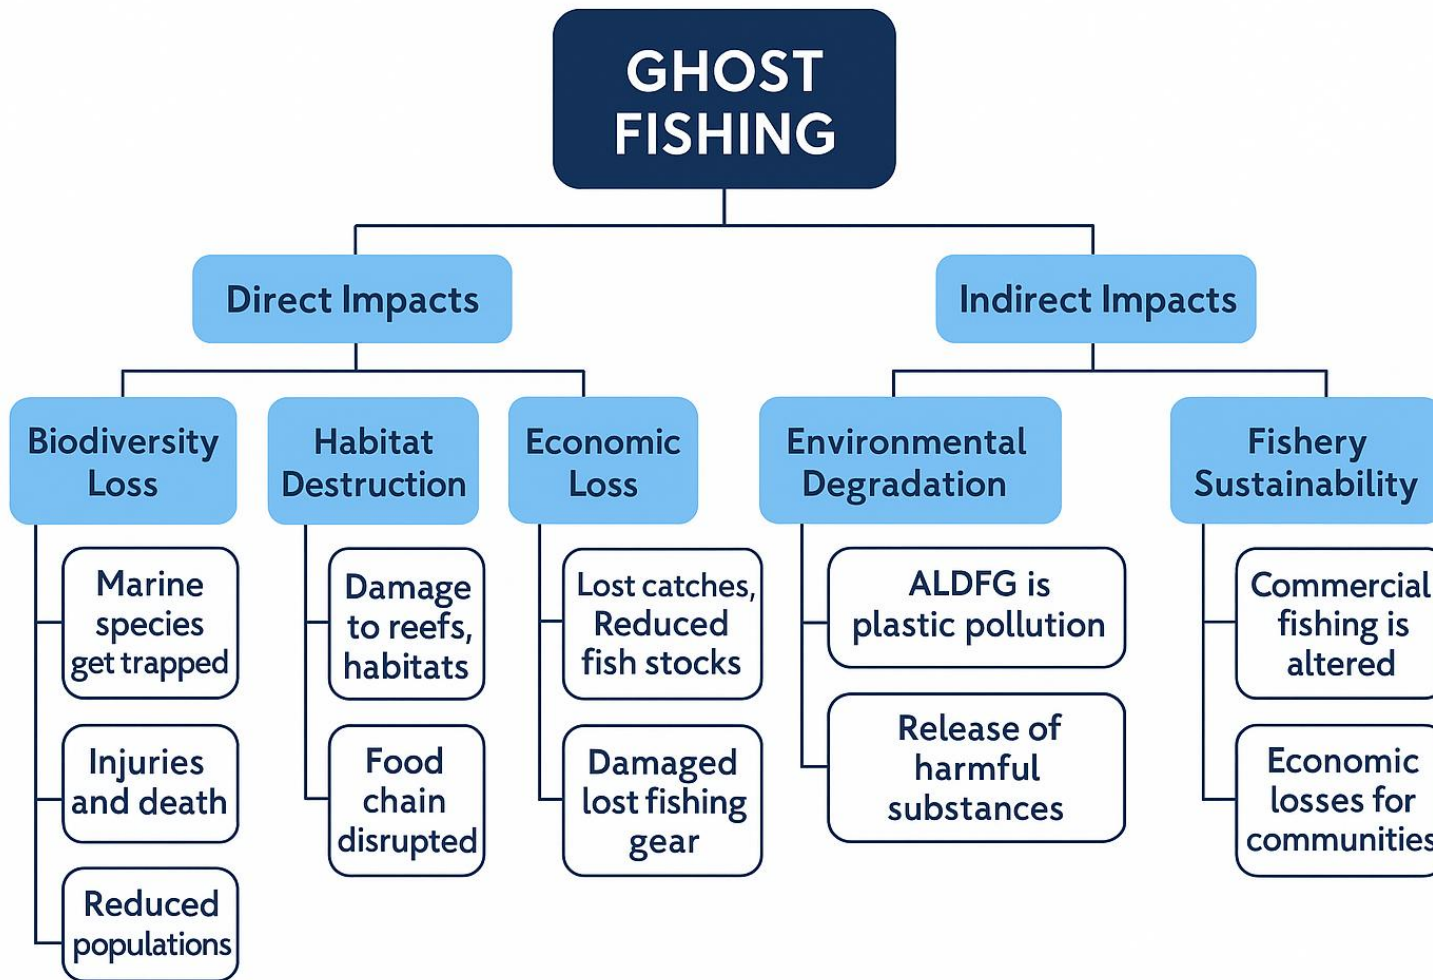 GHOST
FISHING
Direct Impacts
Indirect Impacts
Biodiversity
Loss
Habitat
Destruction
Economic
Loss
Environmental
Degradation
Fishery
Sustainability
Marine
species
get trapped
Injuries
and death
Reduced
populations
Damage
to reefs,
habitats
Food
chain
disrupted
Lost catches,
Reduced
fish stocks
Damaged
lost fishing
gear
ALDFG is
plastic pollution
Release of
harmful
substances
Commercial
fishing is
altered
Economic
losses for
communities